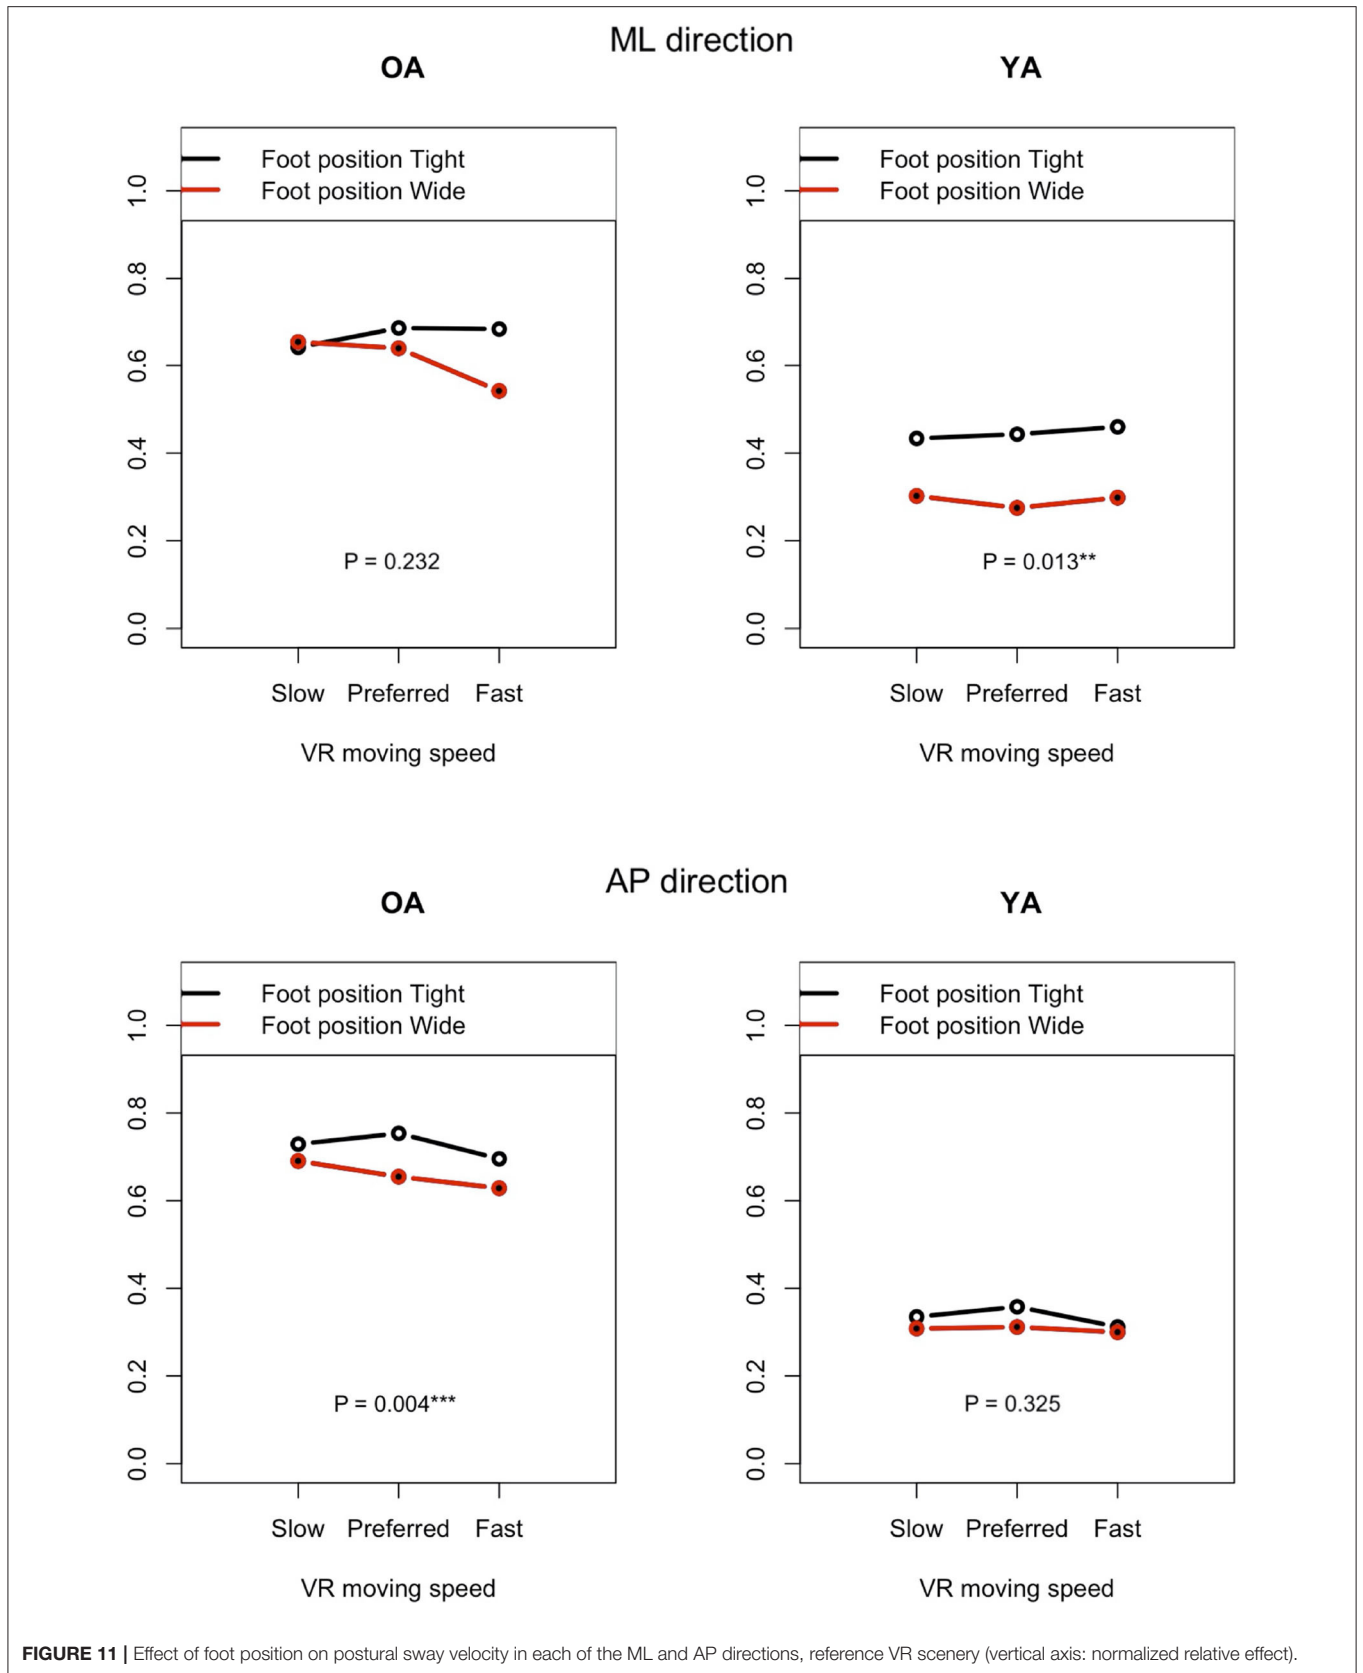 ML direction
OA
YA
Foot position Tight
Foot position Wide
1.0
0.8
0.6
0.4
0.2
0.0
P = 0.232
Slow Preferred Fast
VR moving speed
Foot position Tight
Foot position Wide
1.0
0.8
0.6
0.4
0.2
0.0
P = 0.013**
Slow Preferred Fast
VR moving speed
AP direction
OA
YA
Foot position Tight
Foot position Wide
1.0
0.8
0.6
0.4
0.2
0.0
P = 0.004***
Slow Preferred Fast
VR moving speed
Foot position Tight
Foot position Wide
1.0
0.8
0.6
0.4
0.2
0.0
P = 0.325
Slow Preferred Fast
VR moving speed
FIGURE 11 | Effect of foot position on postural sway velocity in each of the ML and AP directions, reference VR scenery (vertical axis: normalized relative effect).